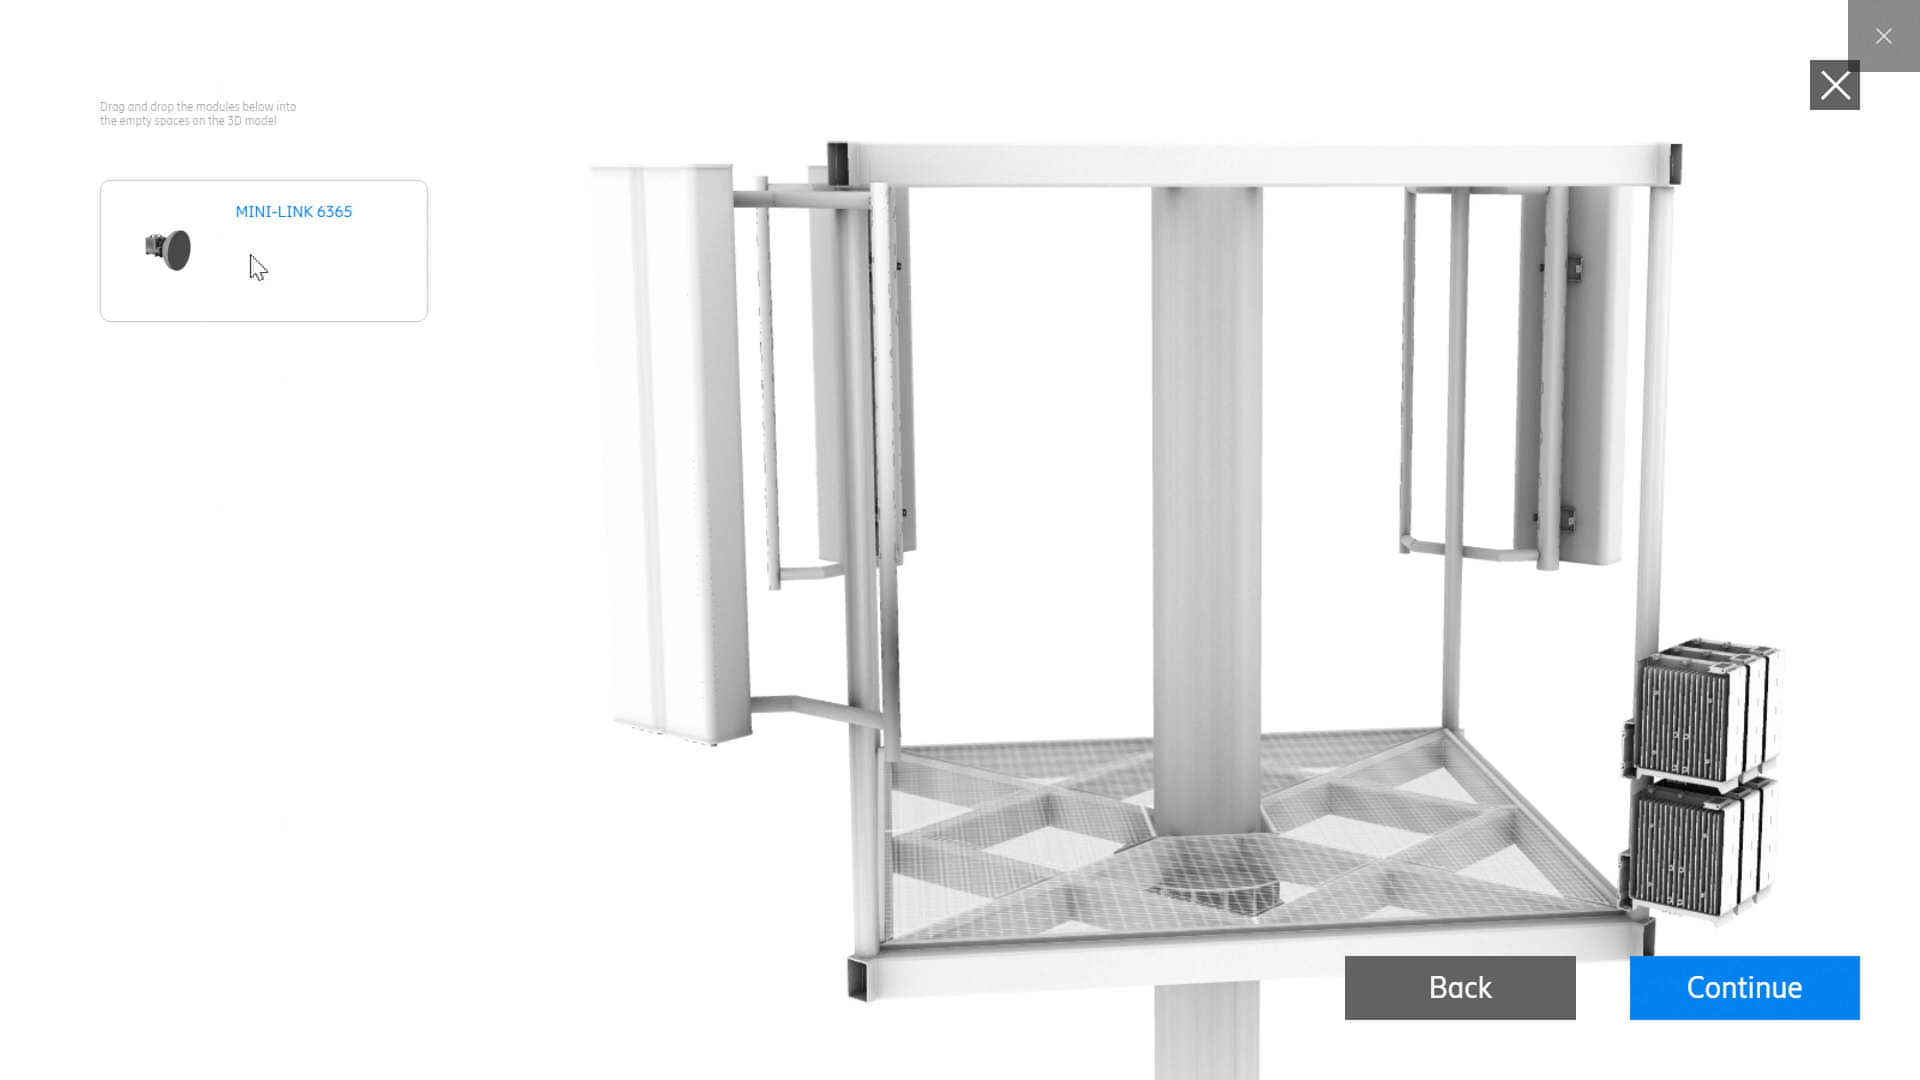 Drag and drop the modules below into
the empty spaces on the 3D model
MINI-LINK 6365
Back
Continue